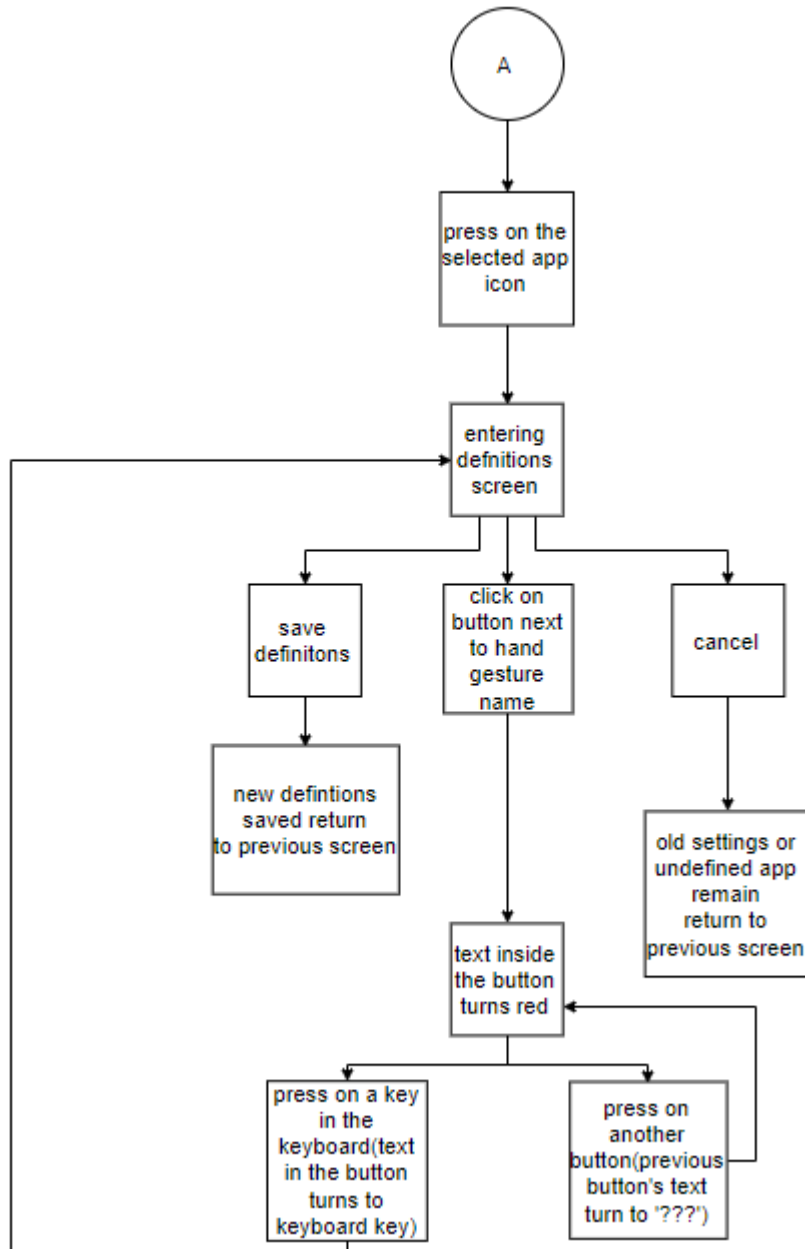 A
press on the
selected app
icon
entering
defnitions
screen
save
definitons
click on
button next
to hand
gesture
name
cancel
new defintions
saved return
to previous screen
old settings or
undefined app
remain
return to
previous screen
text inside
the button
turns red
press on a key
in the
keyboard(text
in the button
turns to
keyboard key)
press on
another
button(previous
button's text
turn to '???')